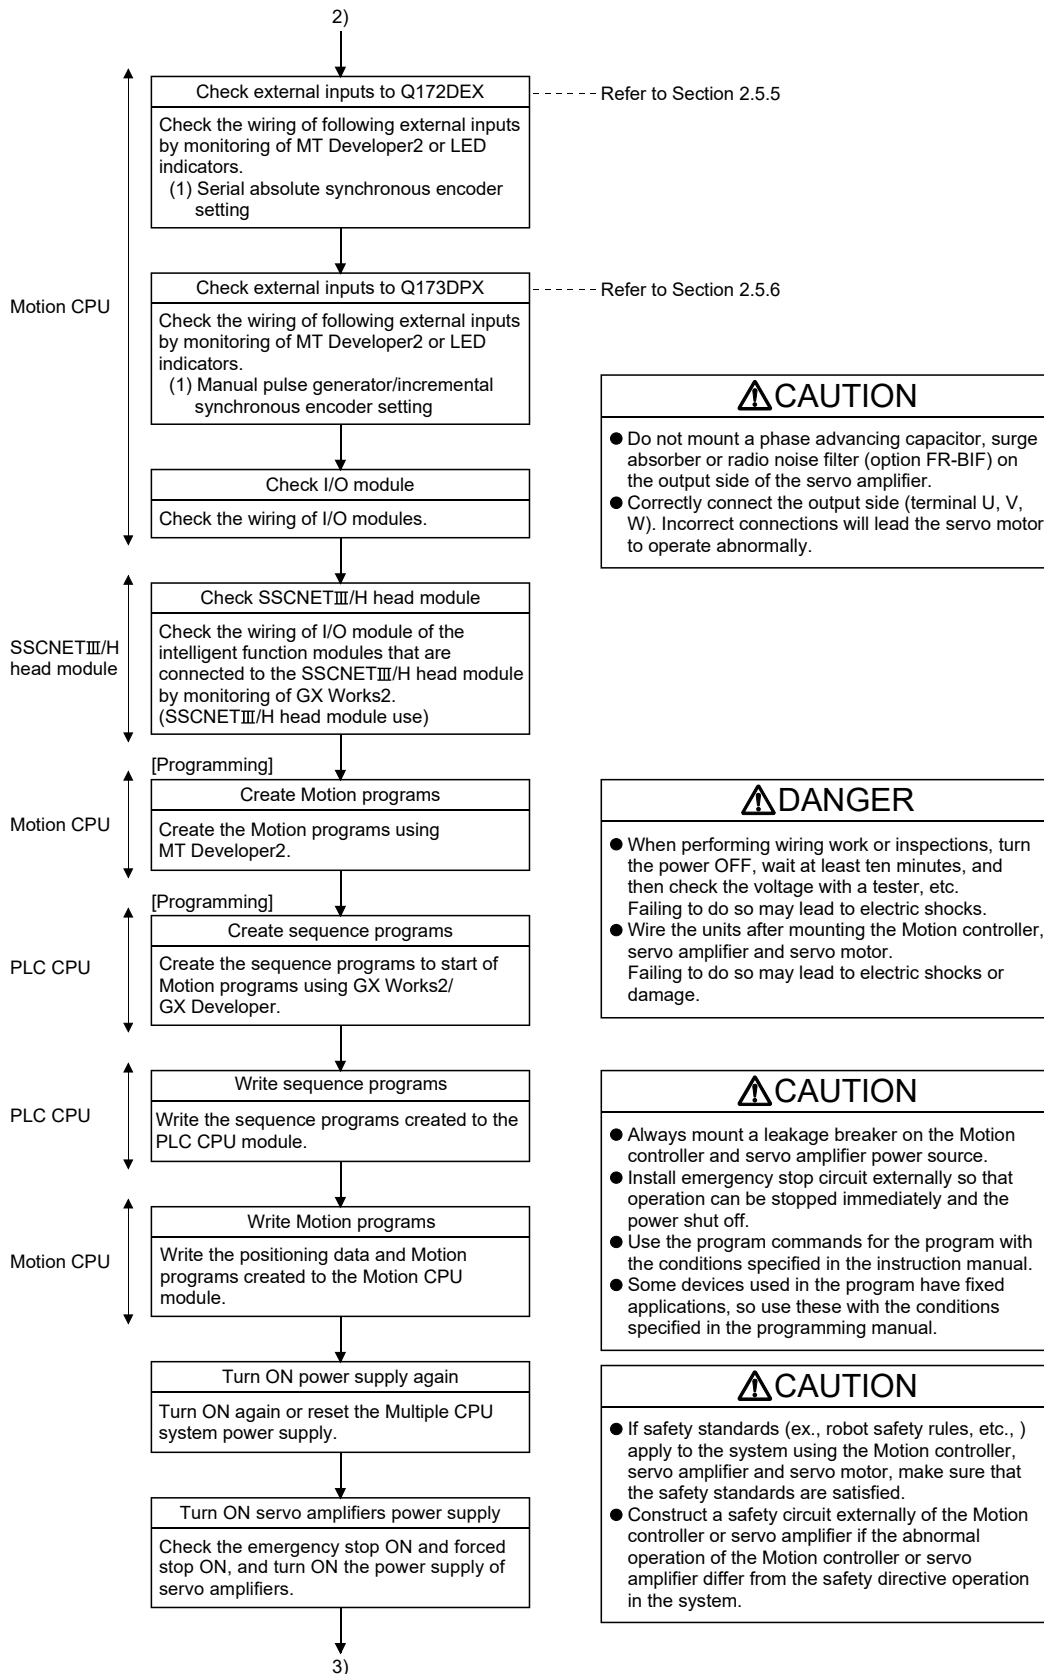 2)
Check external inputs to Q172DEX
Refer to Section 2.5.5
Check the wiring of following external inputs
by monitoring of MT Developer2 or LED
indicators.
(1) Serial absolute synchronous encoder
setting
Motion CPU
Check external inputs to Q173DPX
Refer to Section 2.5.6
Check the wiring of following external inputs
by monitoring of MT Developer2 or LED
indicators.
(1) Manual pulse generator/incremental
synchronous encoder setting
CAUTION
● Do not mount a phase advancing capacitor, surge
absorber or radio noise filter (option FR-BIF) on
the output side of the servo amplifier.
● Correctly connect the output side (terminal U, V,
W). Incorrect connections will lead the servo motor
to operate abnormally.
Check I/O module
Check the wiring of I/O modules.
SSCNETⅢ/H
head module
Check SSCNETⅢ/H head module
Check the wiring of I/O module of the
intelligent function modules that are
connected to the SSCNETⅢ/H head module
by monitoring of GX Works2.
(SSCNETⅢ/H head module use)
[Programming]
Motion CPU
Create Motion programs
Create the Motion programs using
MT Developer2.
DANGER
● When performing wiring work or inspections, turn
the power OFF, wait at least ten minutes, and
then check the voltage with a tester, etc.
Failing to do so may lead to electric shocks.
● Wire the units after mounting the Motion controller,
servo amplifier and servo motor.
Failing to do so may lead to electric shocks or
damage.
[Programming]
PLC CPU
Create sequence programs
Create the sequence programs to start of
Motion programs using GX Works2/
GX Developer.
PLC CPU
Write sequence programs
Write the sequence programs created to the
PLC CPU module.
CAUTION
● Always mount a leakage breaker on the Motion
controller and servo amplifier power source.
● Install emergency stop circuit externally so that
operation can be stopped immediately and the
power shut off.
● Use the program commands for the program with
the conditions specified in the instruction manual.
● Some devices used in the program have fixed
applications, so use these with the conditions
specified in the programming manual.
Motion CPU
Write Motion programs
Write the positioning data and Motion
programs created to the Motion CPU
module.
Turn ON power supply again
Turn ON again or reset the Multiple CPU
system power supply.
CAUTION
● If safety standards (ex., robot safety rules, etc., )
apply to the system using the Motion controller,
servo amplifier and servo motor, make sure that
the safety standards are satisfied.
● Construct a safety circuit externally of the Motion
controller or servo amplifier if the abnormal
operation of the Motion controller or servo
amplifier differ from the safety directive operation
in the system.
Turn ON servo amplifiers power supply
Check the emergency stop ON and forced
stop ON, and turn ON the power supply of
servo amplifiers.
3)